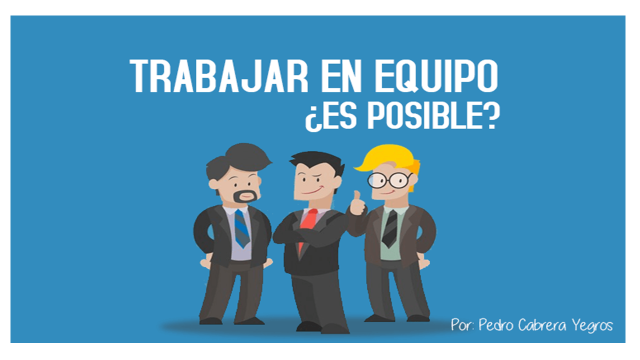 TRABAJAR EN EQUIPO
¿ES POSIBLE?
Por: Pedro Cabrera Yegros